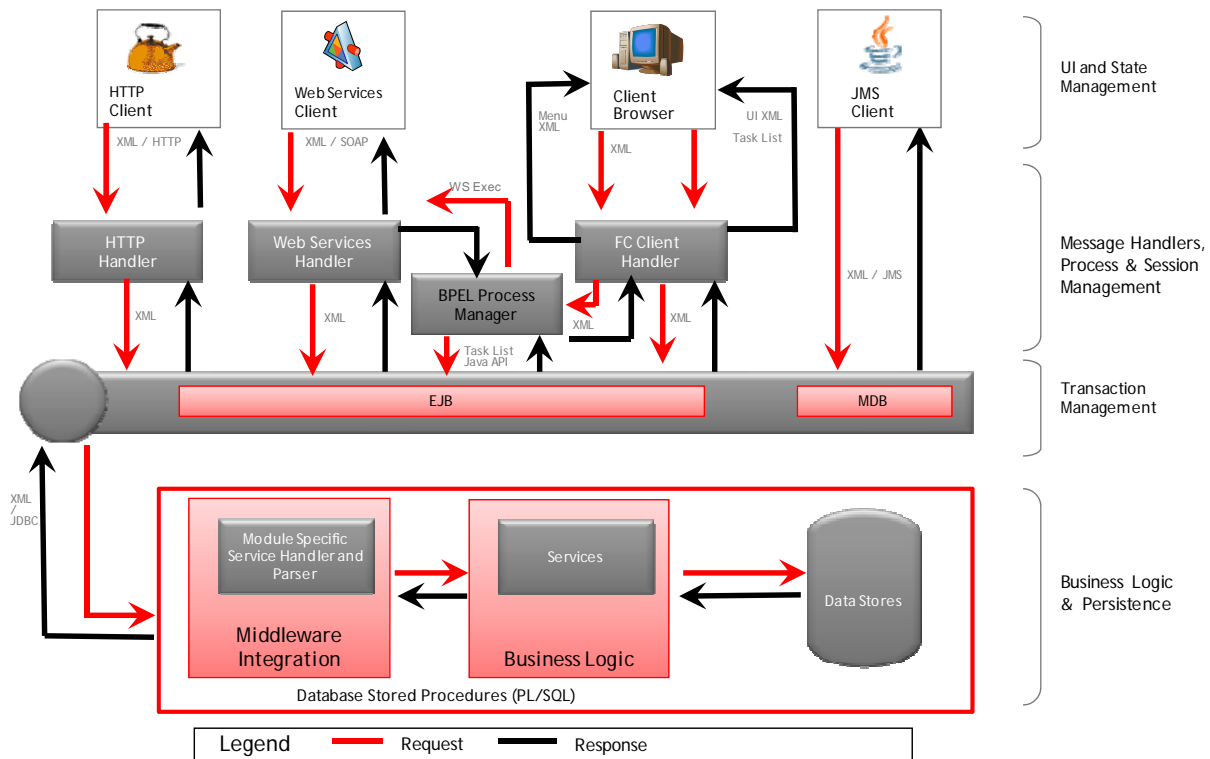 HTTP
Client
Web Services
Client
Client
Browser
JMS
Client
UI and State
Management
XML / HTTP
XML / SOAP
Menu
XML
XML
UI XML
Task List
WS Exec
HTTP
Handler
Web Services
Handler
FC Client
Handler
BPEL Process
Manager
XML / JMS
Message Handlers,
Process & Session
Management
XML
XML
XML
XML
Task List
Java API
EJB
MDB
Transaction
Management
XML
/
JDBC
Module Specific
Service Handler and
Parser
Services
Data Stores
Middleware
Integration
Business Logic
Database Stored Procedures (PL/SQL)
Business Logic
& Persistence
Legend
Request
Response